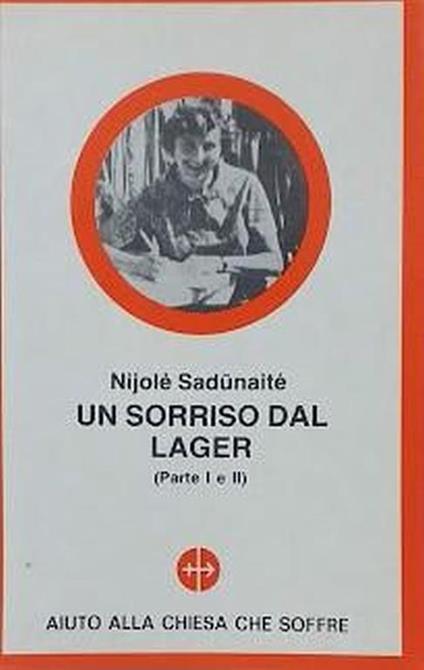 Nijolė Sadūnaitė
UN SORRISO DAL
LAGER
(Parte I e II)
AIUTO ALLA CHIESA CHE SOFFRE